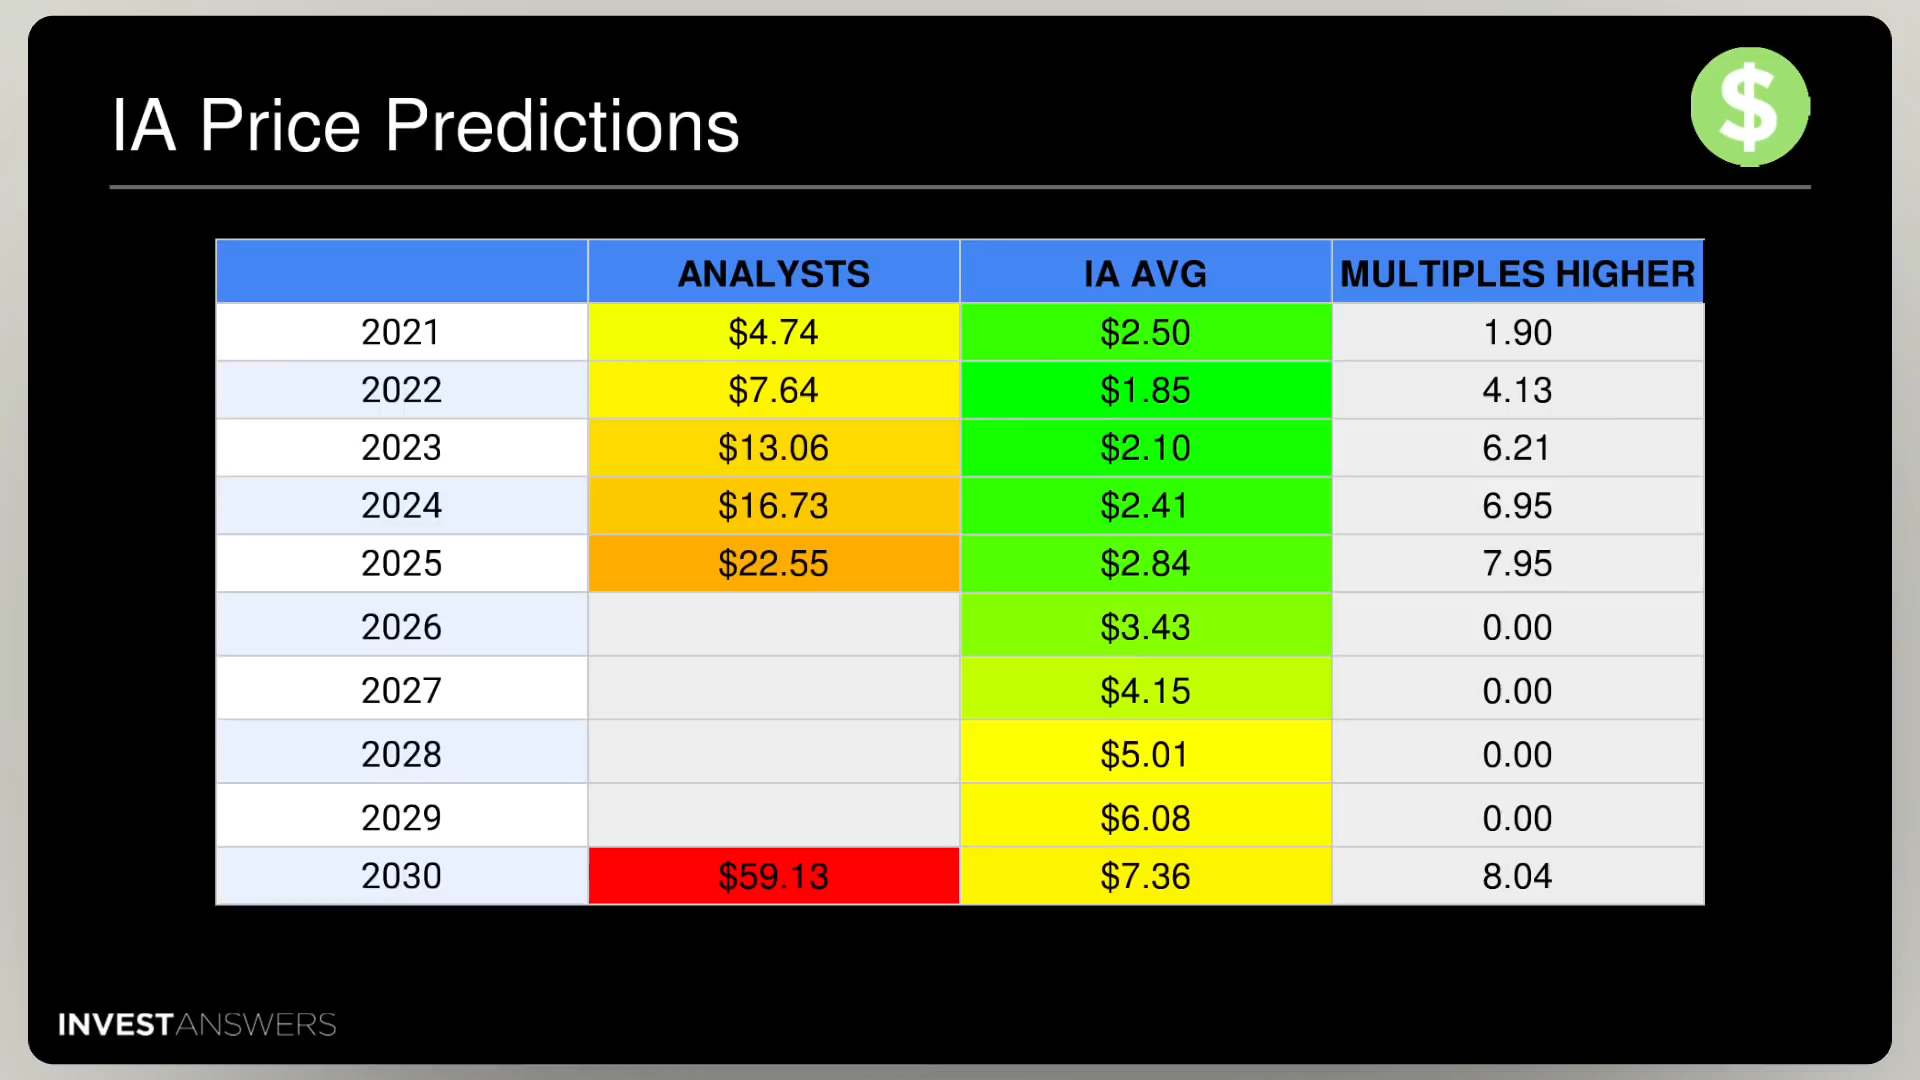 IA Price Predictions
$
ANALYSTS IA AVG MULTIPLES HIGHER
2021 $4.74 $2.50 1.90
2022 $7.64 $1.85 4.13
2023 $13.06 $2.10 6.21
2024 $16.73 $2.41 6.95
2025 $22.55 $2.84 7.95
2026 $3.43 0.00
2027 $4.15 0.00
2028 $5.01 0.00
2029 $6.08 0.00
2030 $59.13 $7.36 8.04
INVESTANSWERS